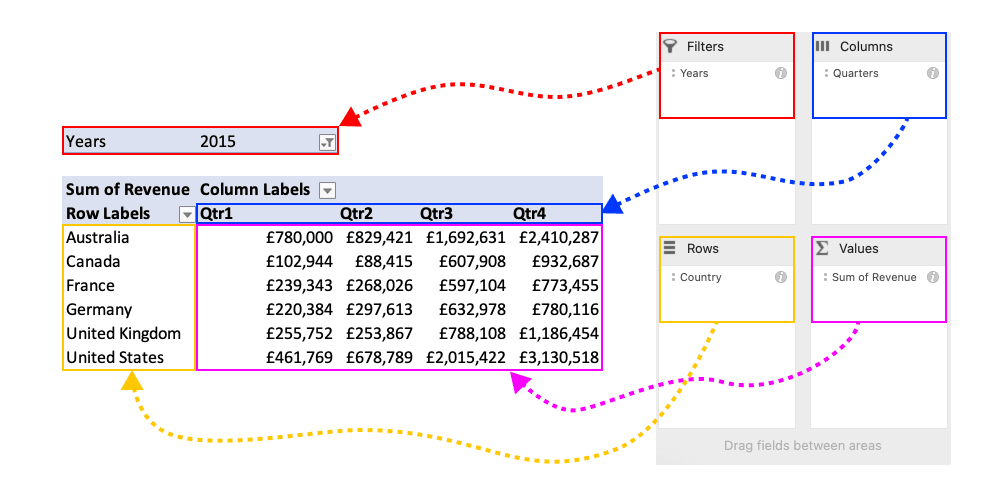 Filters Columns
Years Quarters
Years 2015
Sum of Revenue Column Labels
Row Labels Qtr1 Qtr2 Qtr3 Qtr4
Australia £780,000 £829,421 £1,692,631 £2,410,287
Canada £102,944 £88,415 £607,908 £932,687
France £239,343 £268,026 £597,104 £773,455
Germany £220,384 £297,613 £632,978 £780,116
United Kingdom £255,752 £253,867 £788,108 £1,186,454
United States £461,769 £678,789 £2,015,422 £3,130,518
Rows Values
Country Sum of Revenue
Drag fields between areas